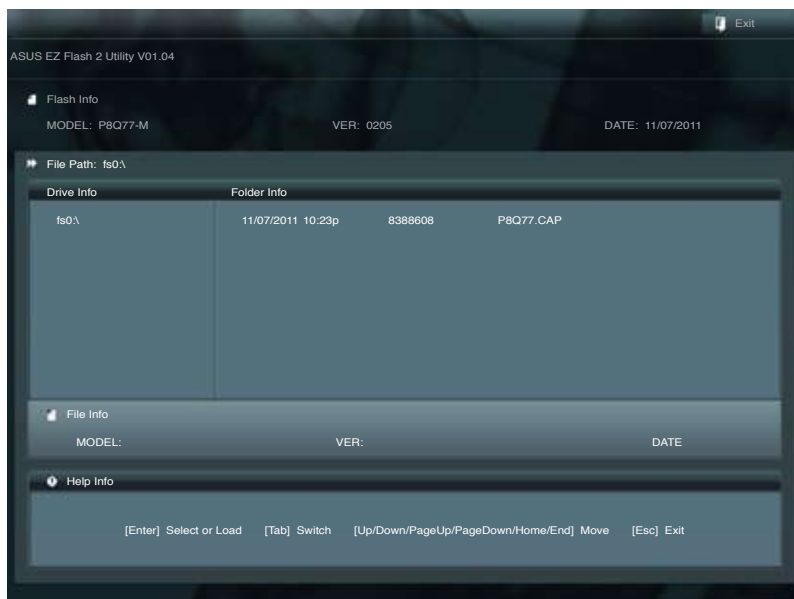 Exit
ASUS EZ Flash 2 Utility V01.04
Flash Info
MODEL: P8Q77-M VER: 0205 DATE: 11/07/2011
File Path: fs0:\
Drive Info Folder Info
fs0:\ 11/07/2011 10:23p 8388608 P8Q77.CAP
File Info
MODEL: VER: DATE
Help Info
[Enter] Select or Load [Tab] Switch [Up/Down/PageUp/PageDown/Home/End] Move [Esc] Exit